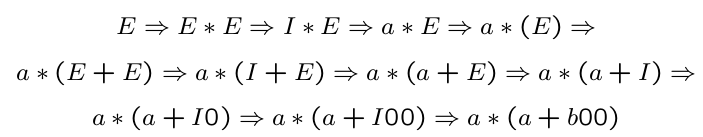 E ⇒ E ∗ E ⇒ I ∗ E ⇒ a ∗ E ⇒ a ∗ (E) ⇒
a ∗ (E + E) ⇒ a ∗ (I + E) ⇒ a ∗ (a + E) ⇒ a ∗ (a + I) ⇒
a ∗ (a + I0) ⇒ a ∗ (a + I00) ⇒ a ∗ (a + b00)